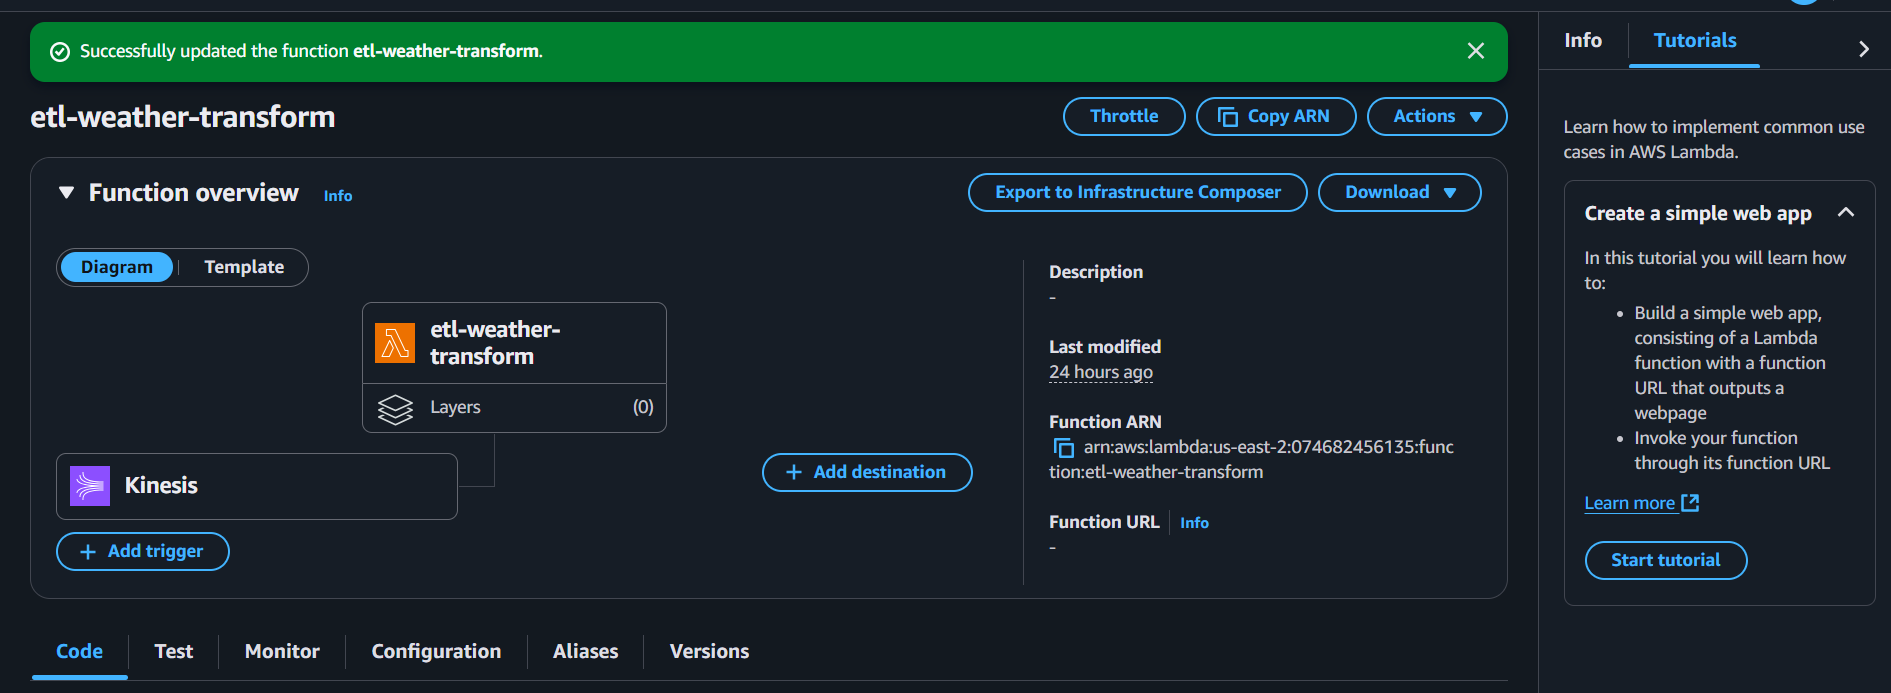 Successfully updated the function etl-weather-transform.
etl-weather-transform
Throttle
Copy ARN
Actions
Function overview
Info
Export to Infrastructure Composer
Download
Diagram
Template
etl-weather-
transform
Layers
(0)
Kinesis
Add trigger
Add destination
Description
-
Last modified
24 hours ago
Function ARN
arn:aws:lambda:us-east-2:074682456135:func
tion:etl-weather-transform
Function URL
Info
-
Code
Test
Monitor
Configuration
Aliases
Versions
Info
Tutorials
Learn how to implement common use
cases in AWS Lambda.
Create a simple web app
In this tutorial you will learn how
to:
• Build a simple web app,
consisting of a Lambda
function with a function
URL that outputs a
webpage
• Invoke your function
through its function URL
Learn more
Start tutorial